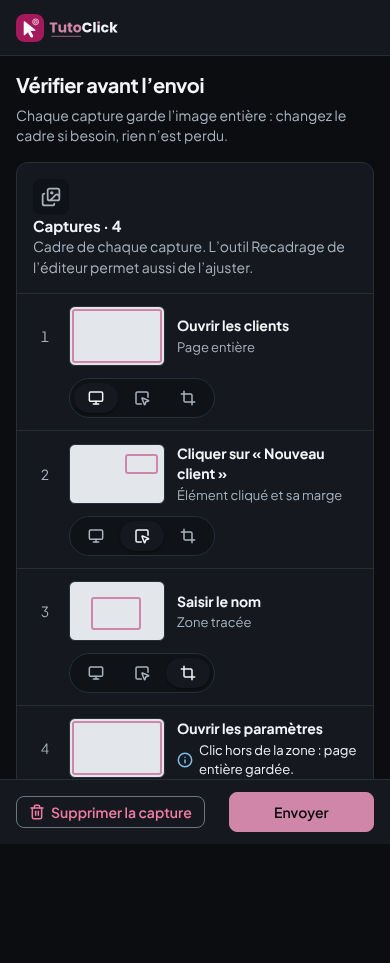 TutoClick
Vérifier avant l’envoi
Chaque capture garde l’image entière : changez le
cadre si besoin, rien n’est perdu.
Captures · 4
Cadre de chaque capture. L’outil Recadrage de
l’éditeur permet aussi de l’ajuster.
1
Ouvrir les clients
Page entière
2
Cliquer sur « Nouveau
client »
Élément cliqué et sa marge
3
Saisir le nom
Zone tracée
4
Ouvrir les paramètres
Clic hors de la zone : page
entière gardée.
Supprimer la capture
Envoyer